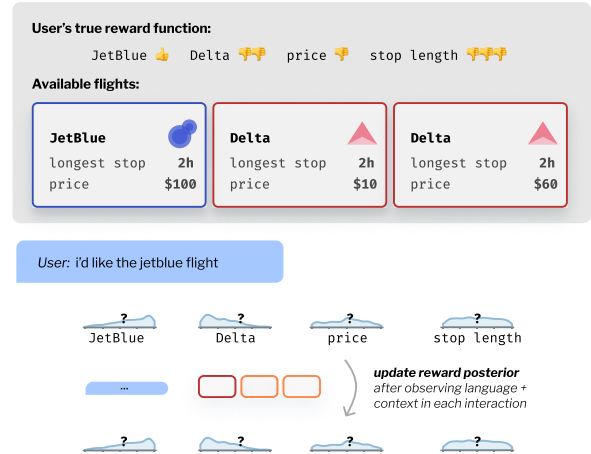 User's true reward function:
JetBlue 👍 Delta 👎👎 price 👎 stop length 👎👎👎
Available flights:
JetBlue Delta Delta
longest stop 2h longest stop 2h longest stop 2h
price $100 price $10 price $60
User: i'd like the jetblue flight
? ? ? ?
JetBlue Delta price stop length
update reward posterior
... after observing language +
context in each interaction
? ? ? ?